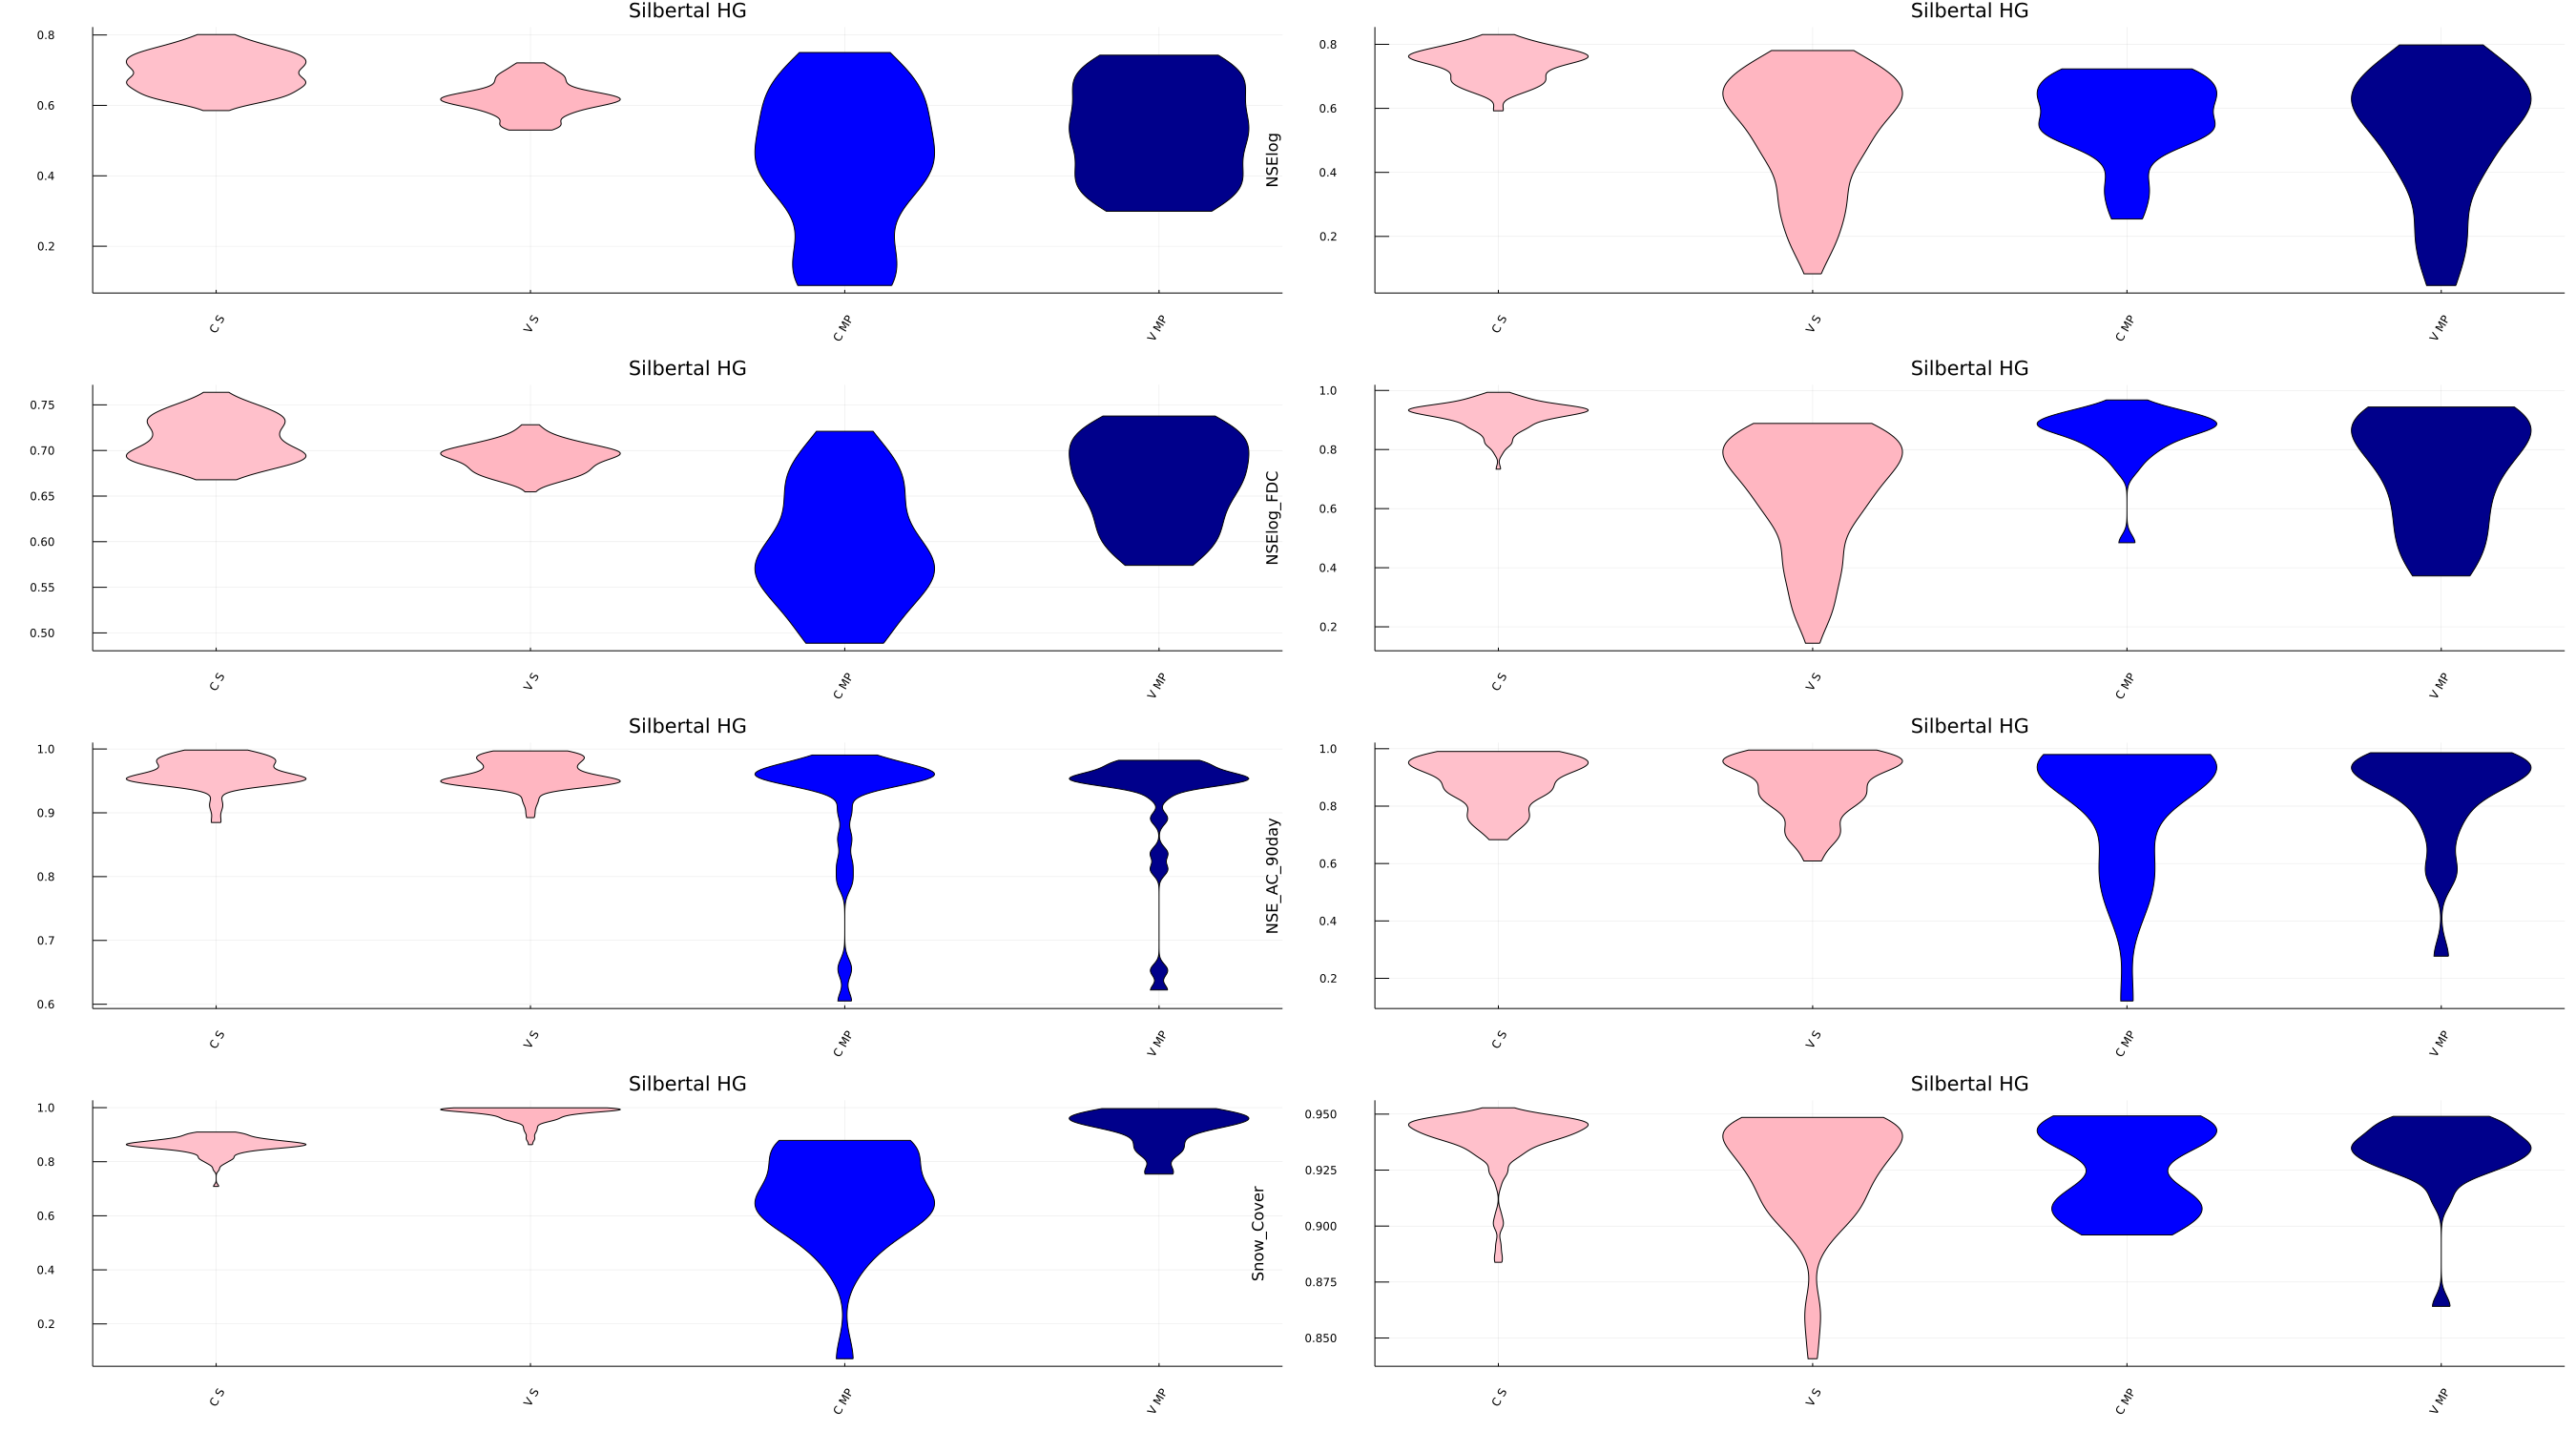 Silbertal HG
0.8
0.6
0.4
0.2
C S
V S
C MP
V MP
Silbertal HG
NSElog
0.8
0.6
0.4
0.2
C S
V S
C MP
V MP
Silbertal HG
0.75
0.70
0.65
0.60
0.55
0.50
C S
V S
C MP
V MP
Silbertal HG
NSElog_FDC
1.0
0.8
0.6
0.4
0.2
C S
V S
C MP
V MP
Silbertal HG
1.0
0.9
0.8
0.7
0.6
C S
V S
C MP
V MP
Silbertal HG
NSE_AC_90day
1.0
0.8
0.6
0.4
0.2
C S
V S
C MP
V MP
Silbertal HG
1.0
0.8
0.6
0.4
0.2
C S
V S
C MP
V MP
Silbertal HG
Snow_Cover
0.950
0.925
0.900
0.875
0.850
C S
V S
C MP
V MP